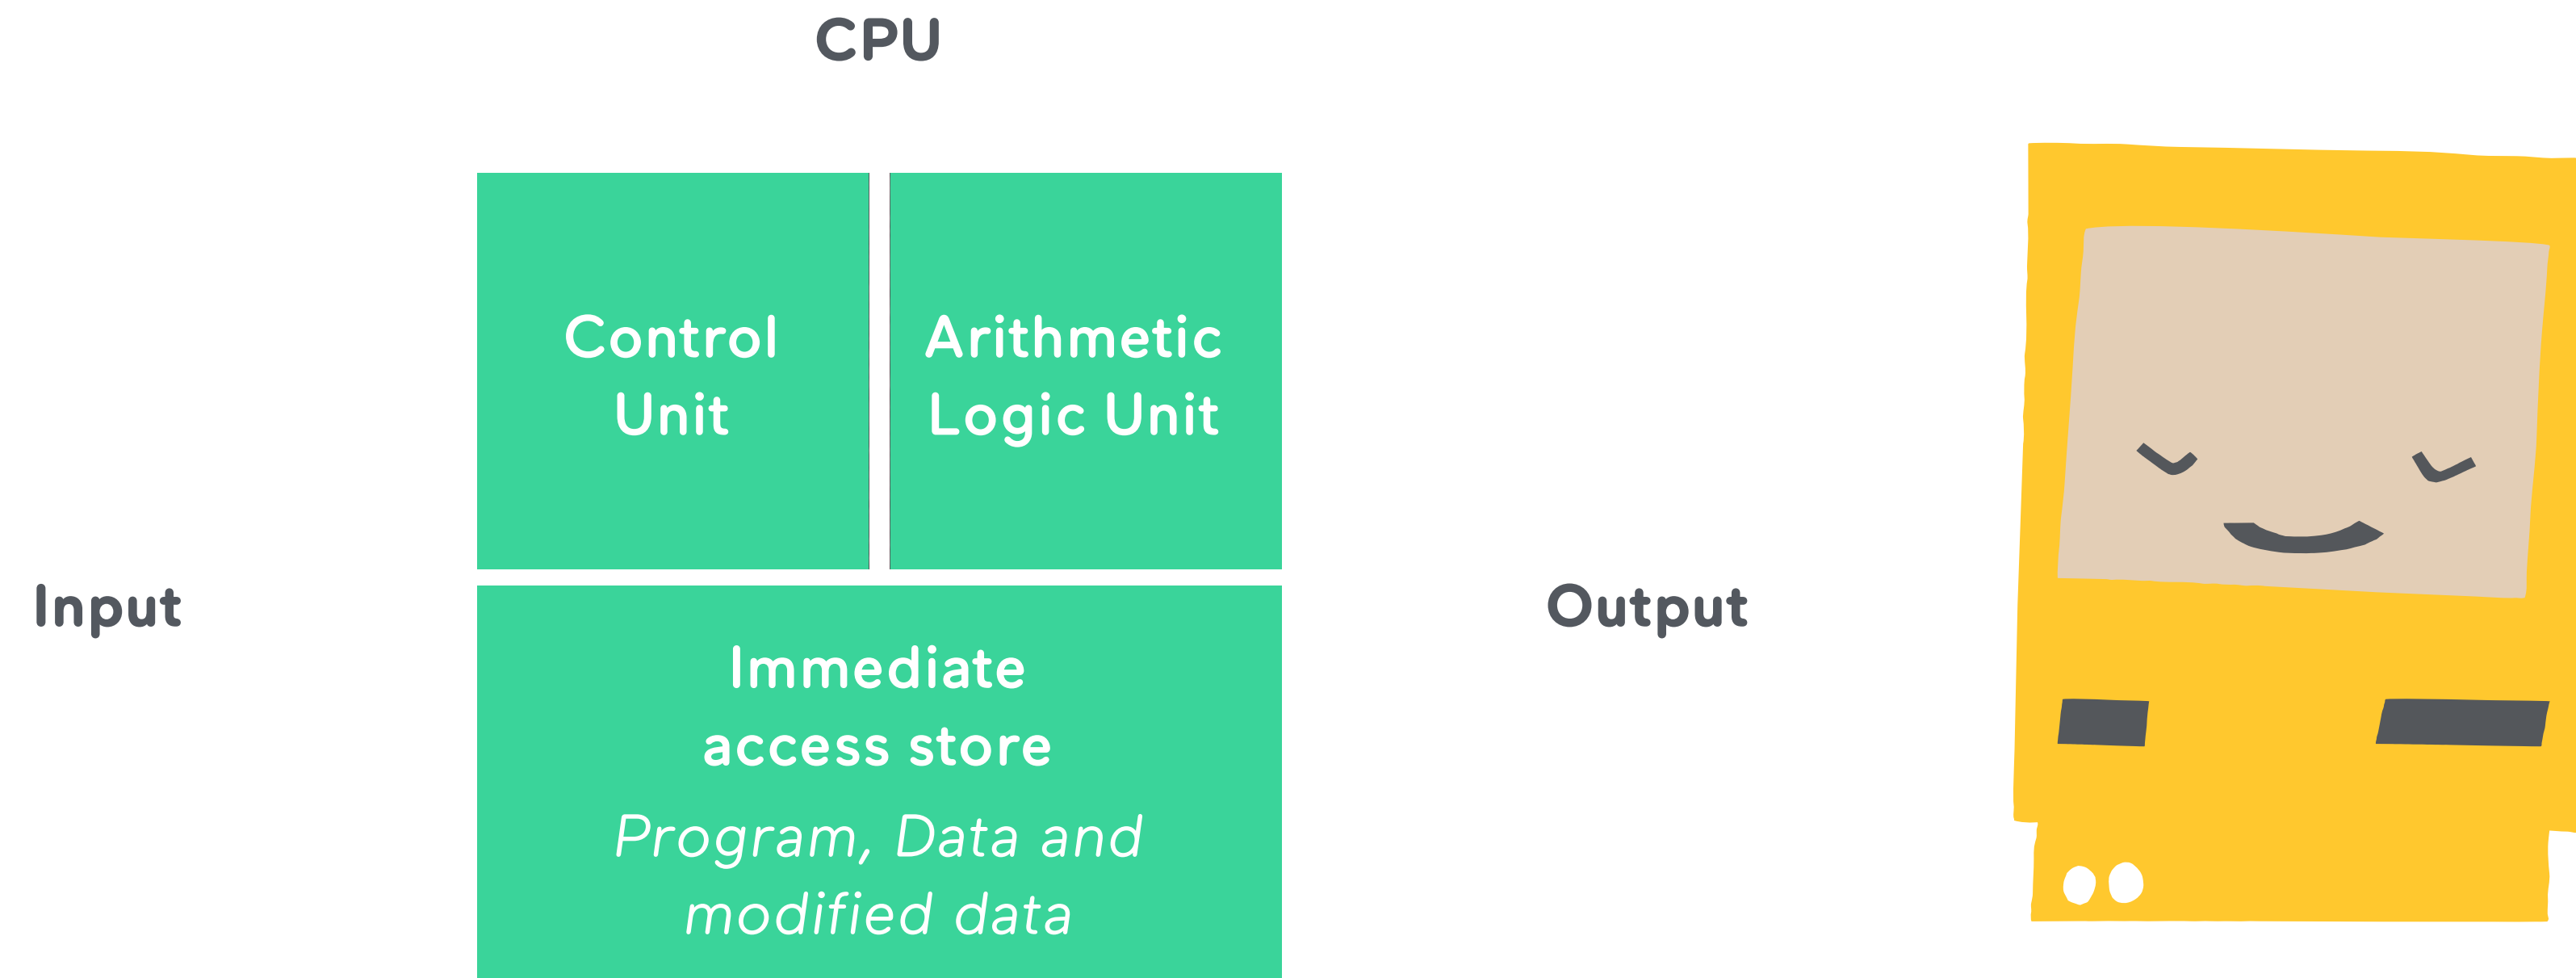 CPU
Control
Unit
Arithmetic
Logic Unit
Input
Output
Immediate
access store
Program, Data and
modified data